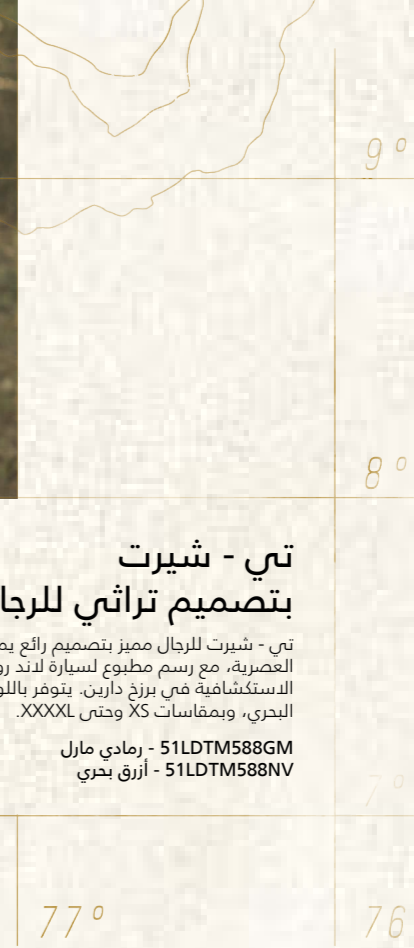 9°
8°
تي - شيرت
بتصميم تراثي للرجا
تي - شيرت للرجال مميز بتصميم رائع يم
العصرية، مع رسم مطبوع لسيارة لاند رو
الاستكشافية في برزخ دارين. يتوفر باللو
البحري، وبمقاسات XS وحتى XXXXL.
51LDTM588GM - رمادي مارل
51LDTM588NV - أزرق بحري
7°
77°
76